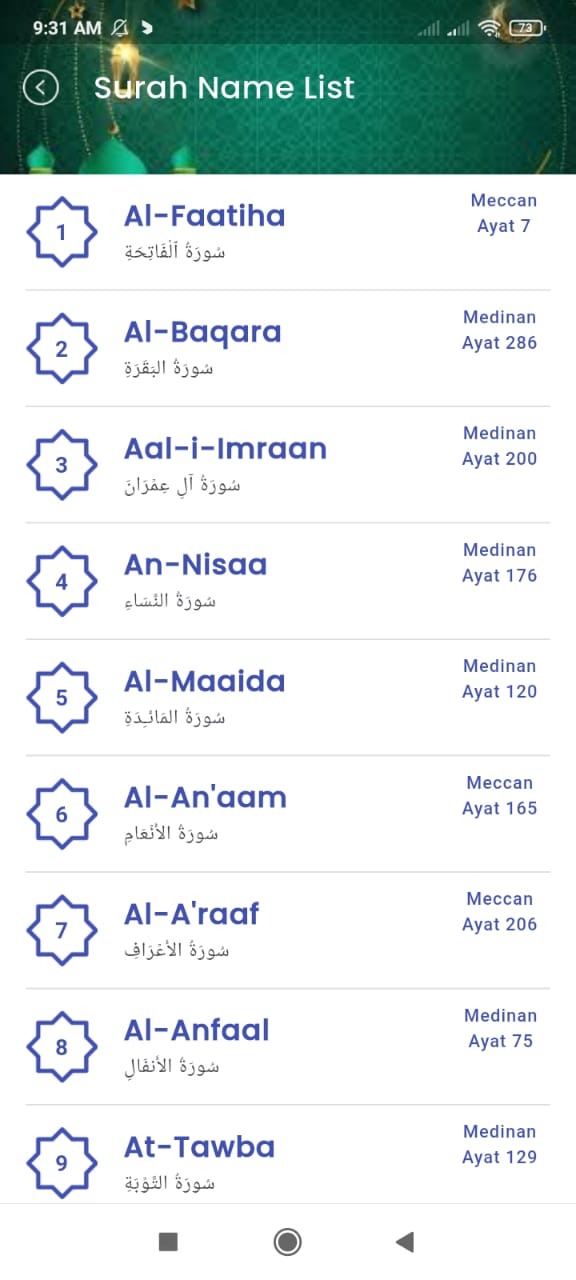 9:31 AM
73
Surah Name List
1
Al-Faatiha
سُورَةُ ٱلْفَاتِحَةِ
Meccan
Ayat 7
2
Al-Baqara
سُورَةُ البَقَرَةِ
Medinan
Ayat 286
3
Aal-i-Imraan
سُورَةُ آلِ عِمۡرَانَ
Medinan
Ayat 200
4
An-Nisaa
سُورَةُ النِّسَاءِ
Medinan
Ayat 176
5
Al-Maaida
سُورَةُ المَائـِدَةِ
Medinan
Ayat 120
6
Al-An'aam
سُورَةُ الأَنۡعَامِ
Meccan
Ayat 165
7
Al-A'raaf
سُورَةُ الأَعۡرَافِ
Meccan
Ayat 206
8
Al-Anfaal
سُورَةُ الأَنفَالِ
Medinan
Ayat 75
9
At-Tawba
سُورَةُ التَّوۡبَةِ
Medinan
Ayat 129